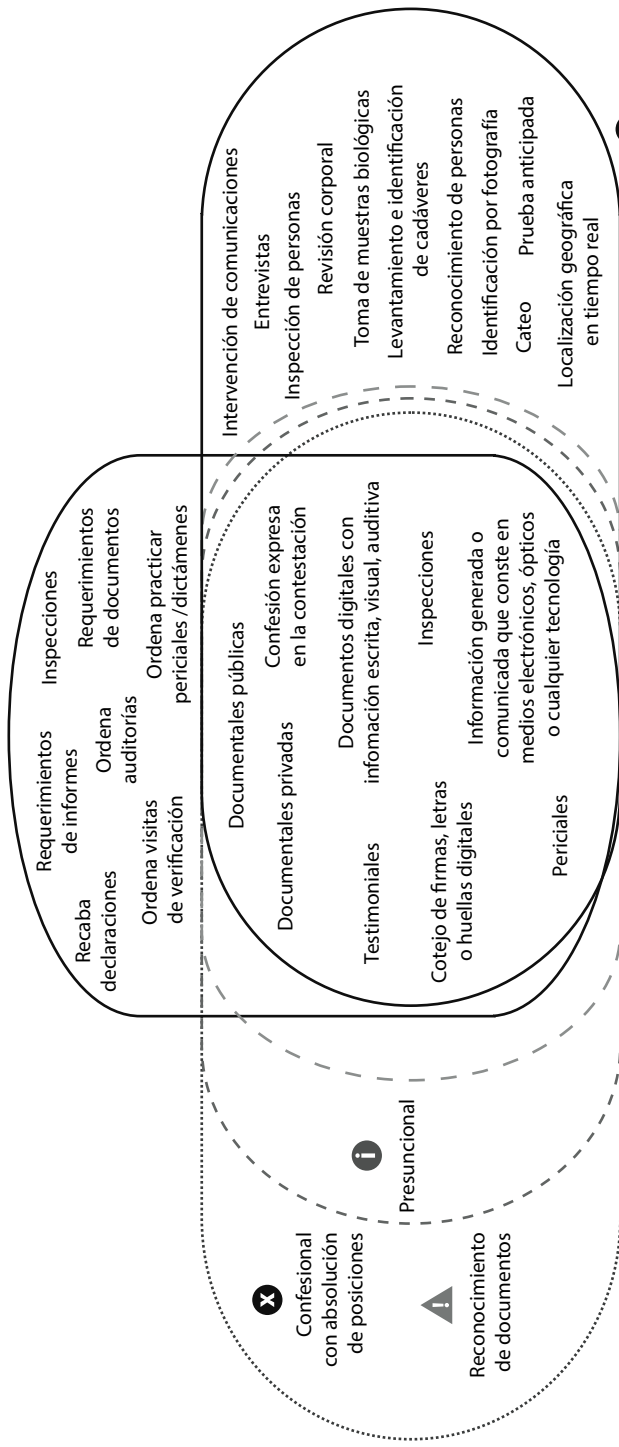 Inspecciones
Requerimientos
de documentos
Ordena practicar
periciales /dictámenes
Requerimientos
de informes
Ordena
auditorías
Recaba
declaraciones
Ordena visitas
de verificación
Documentales públicas
Confesión expresa
en la contestación
Documentales privadas
Documentos digitales con
infomación escrita, visual, auditiva
Testimoniales
Inspecciones
Cotejo de firmas, letras
o huellas digitales
Información generada o
comunicada que conste en
medios electrónicos, ópticos
o cualquier tecnología
Periciales
Intervención de comunicaciones
Entrevistas
Inspección de personas
Revisión corporal
Toma de muestras biológicas
Levantamiento e identificación
de cadáveres
Reconocimiento de personas
Identificación por fotografía
Cateo
Prueba anticipada
Localización geográfica
en tiempo real
i
Presuncional
x
Confesional
con absolución
de posiciones
!
Reconocimiento
de documentos